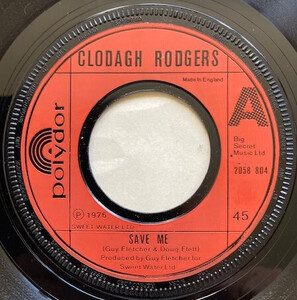 CLODAGH RODGERS
Made in England
A
polydor
Big
Secret
Music Ltd
2058 804
℗ 1976
SWEET WATER LTD.
45
SAVE ME
(Guy Fletcher & Doug Flett)
Produced by Guy Fletcher for
Sweet Water Ltd.